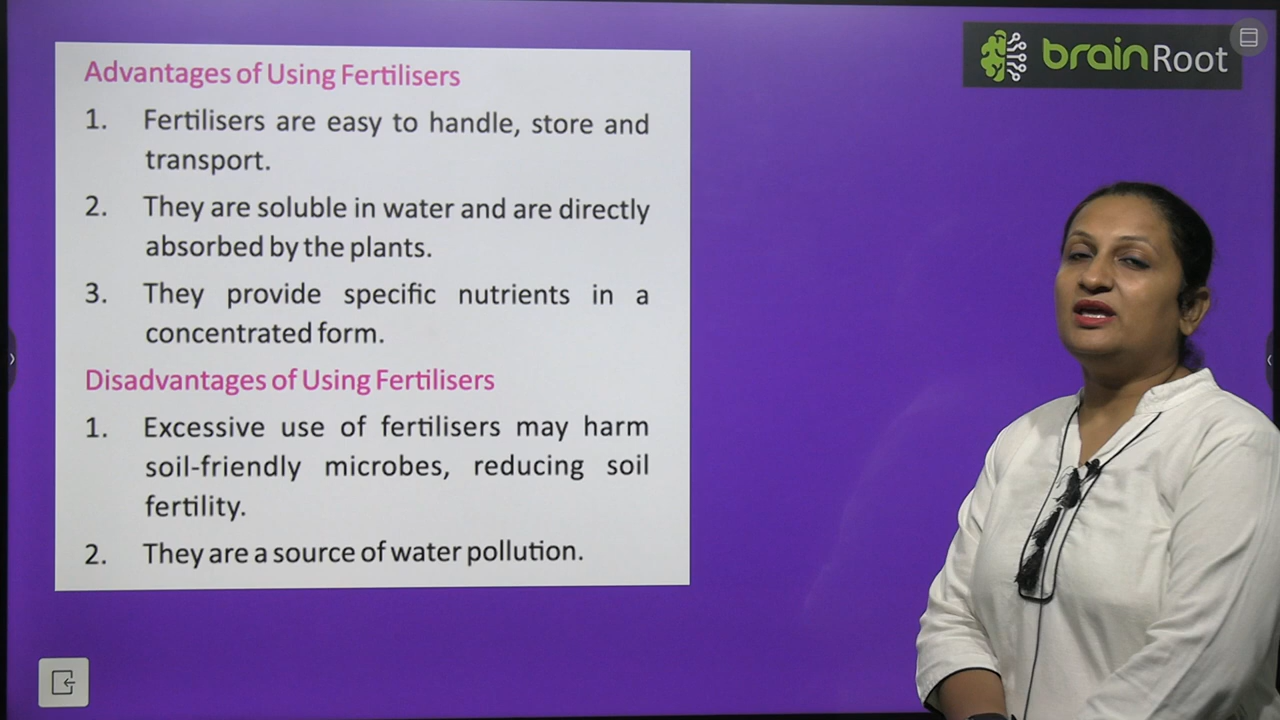 brainRoot
Advantages of Using Fertilisers
1. Fertilisers are easy to handle, store and
transport.
2. They are soluble in water and are directly
absorbed by the plants.
3. They provide specific nutrients in a
concentrated form.
Disadvantages of Using Fertilisers
1. Excessive use of fertilisers may harm
soil-friendly microbes, reducing soil
fertility.
2. They are a source of water pollution.